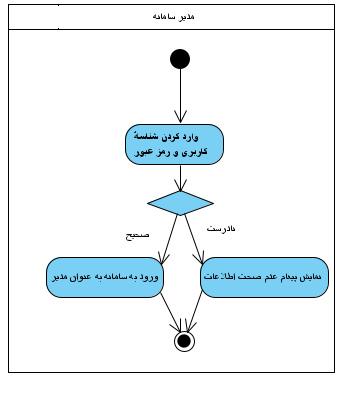 مدیر سامانه
وارد کردن شناسهٔ
کاربری و رمز عبور
صحیح
نادرست
ورود به سامانه به عنوان مدیر
نمایش پیغام عدم صحت اطلاعات